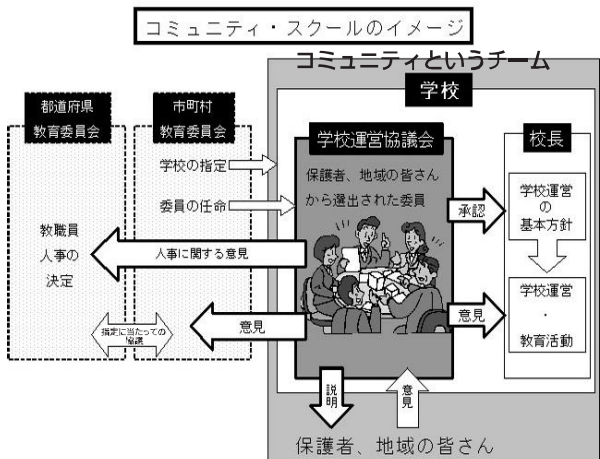 コミュニティ・スクールのイメージ
コミュニティというチーム
学校
都道府県
教育委員会
市町村
教育委員会
学校運営協議会
校長
学校の指定
保護者、地域の皆さん
から選出された委員
委員の任命
承認
学校運営
の
基本方針
教職員
人事の
決定
人事に関する意見
意見
意見
学校運営
・
教育活動
指定に当たっての
協議
説明
意見
保護者、地域の皆さん